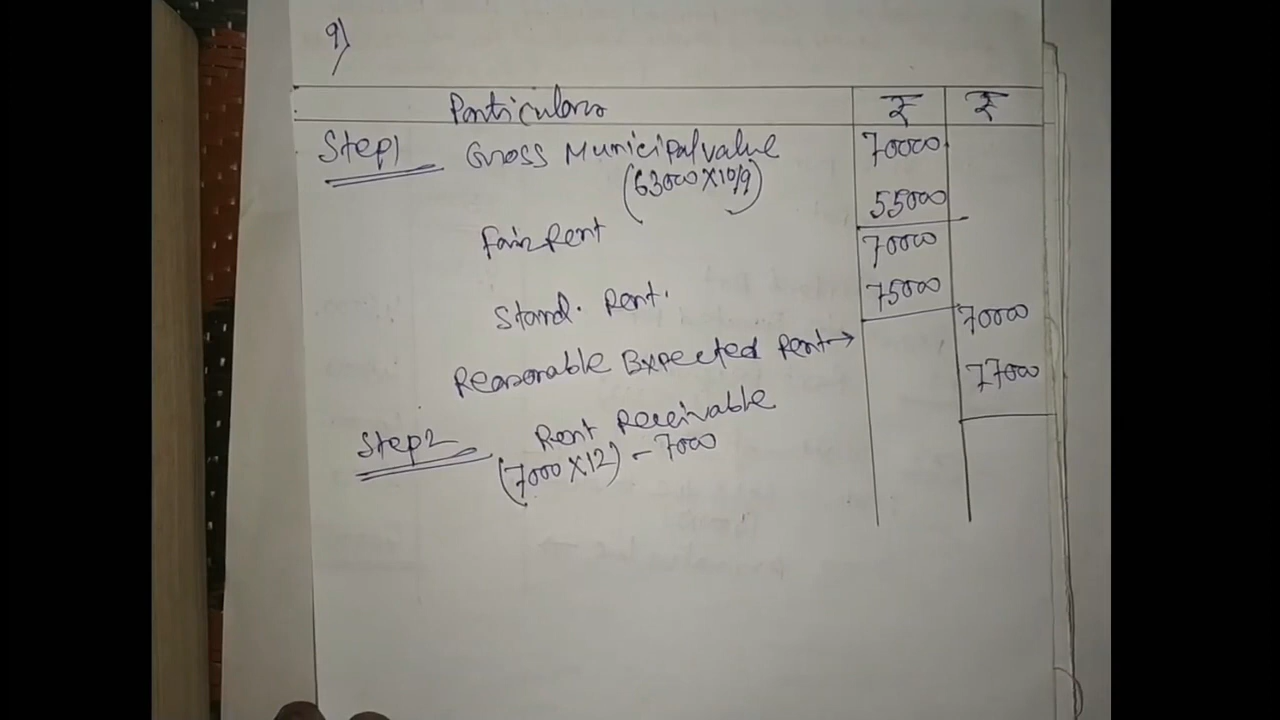 9)
Particulars ₹ ₹
Step1 Gross Municipal value 70000
(63000×10/9)
55000
Fair Rent
70000
Stand. Rent. 75000
70000
Reasonable Expected Rent→
77000
Step2 Rent Receivable
(7000×12) - 7000